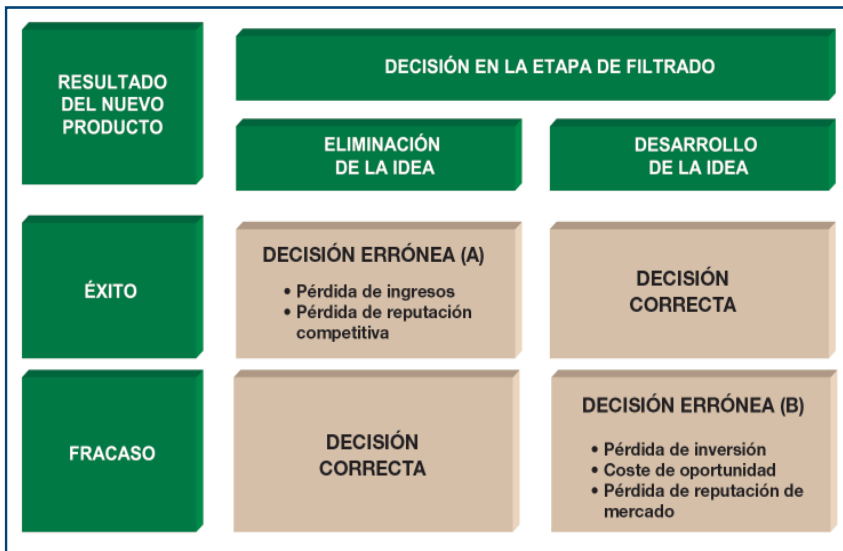 RESULTADO
DEL NUEVO
PRODUCTO
DECISIÓN EN LA ETAPA DE FILTRADO
ELIMINACIÓN
DE LA IDEA
DESARROLLO
DE LA IDEA
ÉXITO
DECISIÓN ERRÓNEA (A)
• Pérdida de ingresos
• Pérdida de reputación
competitiva
DECISIÓN
CORRECTA
FRACASO
DECISIÓN
CORRECTA
DECISIÓN ERRÓNEA (B)
• Pérdida de inversión
• Coste de oportunidad
• Pérdida de reputación de
mercado